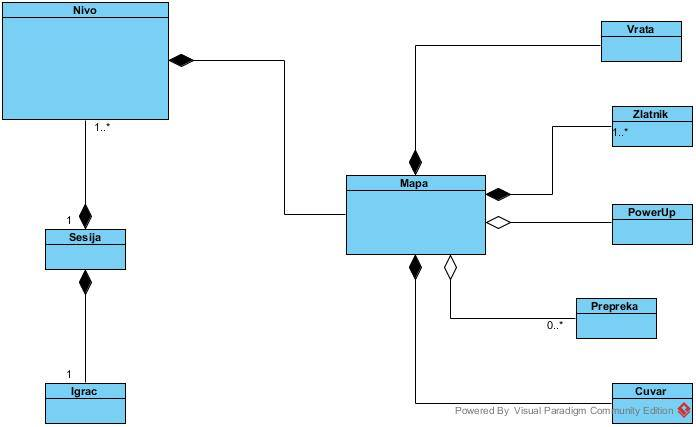 Nivo
Vrata
1..*
Zlatnik
1..*
Mapa
PowerUp
1
Sesija
Prepreka
0..*
1
Igrac
Cuvar
Powered By Visual Paradigm Community Edition